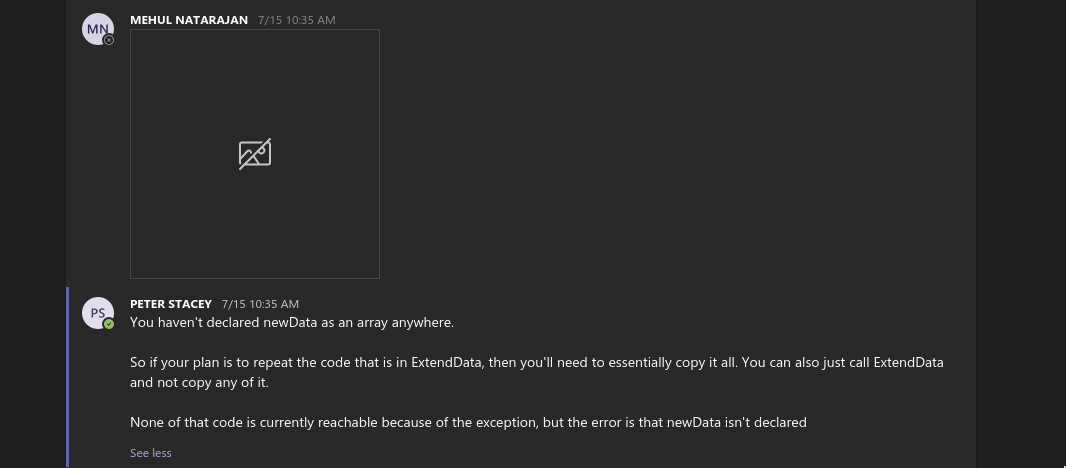 MN
MEHUL NATARAJAN 7/15 10:35 AM
PS
PETER STACEY 7/15 10:35 AM
You haven't declared newData as an array anywhere.
So if your plan is to repeat the code that is in ExtendData, then you'll need to essentially copy it all. You can also just call ExtendData
and not copy any of it.
None of that code is currently reachable because of the exception, but the error is that newData isn't declared
See less